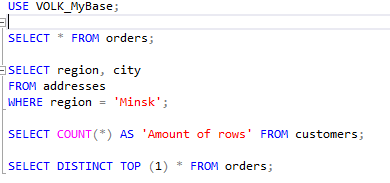 USE VOLK_MyBase;
SELECT * FROM orders;
SELECT region, city
FROM addresses
WHERE region = 'Minsk';
SELECT COUNT(*) AS 'Amount of rows' FROM customers;
SELECT DISTINCT TOP (1) * FROM orders;